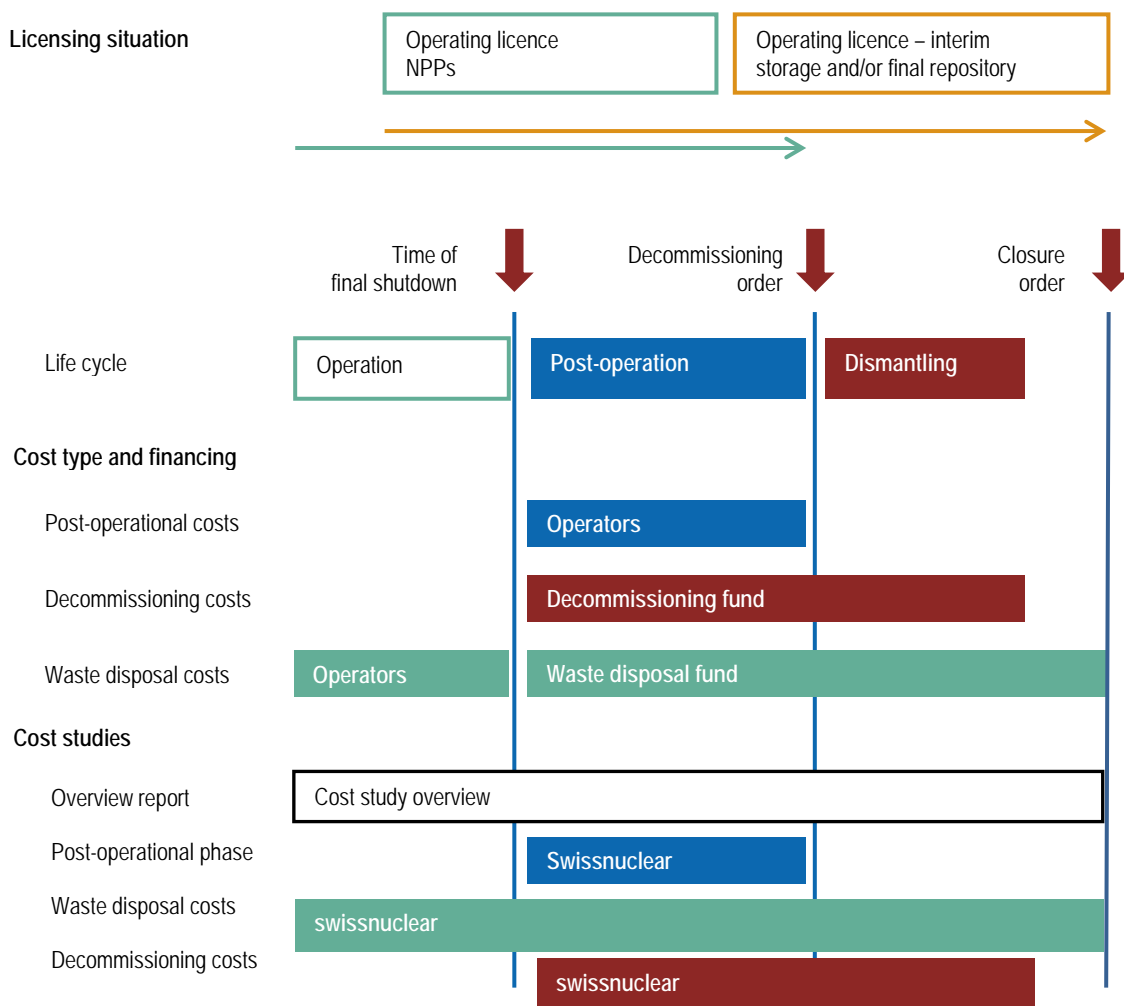 Licensing situation
Operating licence
NPPs
Operating licence – interim
storage and/or final repository
Time of
final shutdown
Decommissioning
order
Closure
order
Life cycle
Operation
Post-operation
Dismantling
Cost type and financing
Post-operational costs
Operators
Decommissioning costs
Decommissioning fund
Waste disposal costs
Operators
Waste disposal fund
Cost studies
Overview report
Cost study overview
Post-operational phase
Swissnuclear
Waste disposal costs
swissnuclear
Decommissioning costs
swissnuclear